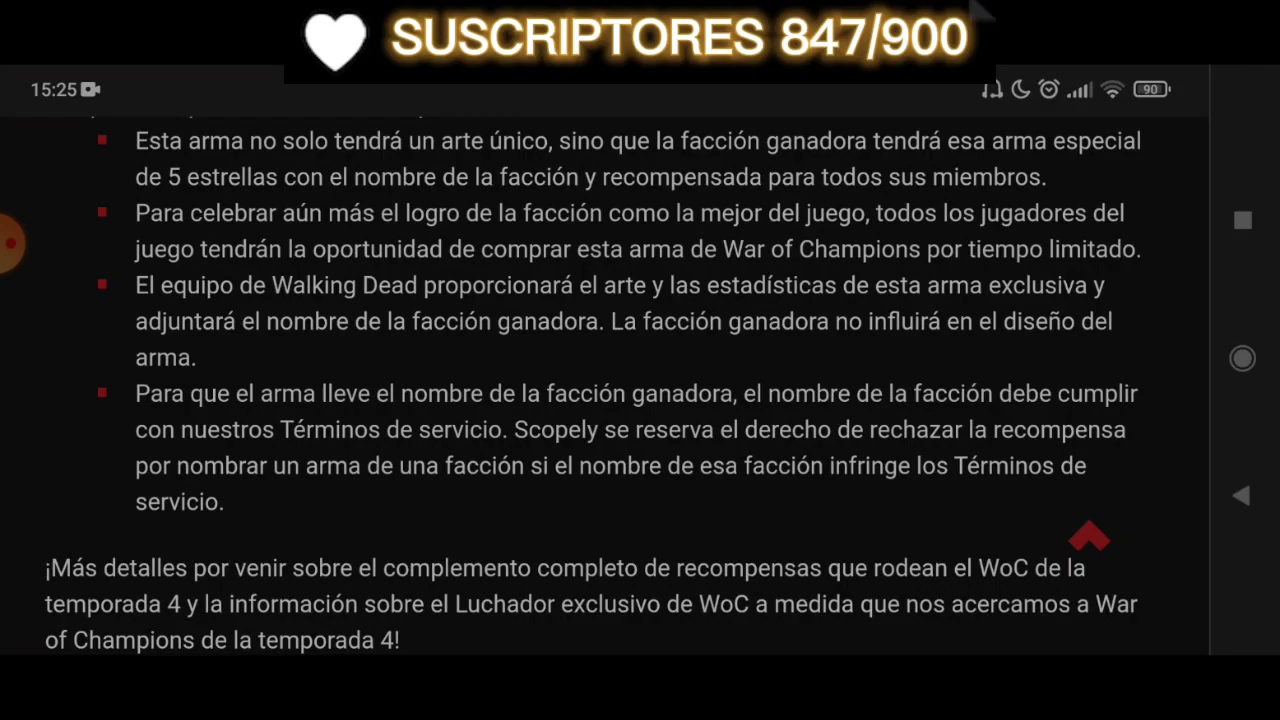 SUSCRIPTORES 847/900
15:25
90
Esta arma no solo tendrá un arte único, sino que la facción ganadora tendrá esa arma especial
de 5 estrellas con el nombre de la facción y recompensada para todos sus miembros.
Para celebrar aún más el logro de la facción como la mejor del juego, todos los jugadores del
juego tendrán la oportunidad de comprar esta arma de War of Champions por tiempo limitado.
El equipo de Walking Dead proporcionará el arte y las estadísticas de esta arma exclusiva y
adjuntará el nombre de la facción ganadora. La facción ganadora no influirá en el diseño del
arma.
Para que el arma lleve el nombre de la facción ganadora, el nombre de la facción debe cumplir
con nuestros Términos de servicio. Scopely se reserva el derecho de rechazar la recompensa
por nombrar un arma de una facción si el nombre de esa facción infringe los Términos de
servicio.
¡Más detalles por venir sobre el complemento completo de recompensas que rodean el WoC de la
temporada 4 y la información sobre el Luchador exclusivo de WoC a medida que nos acercamos a War
of Champions de la temporada 4!